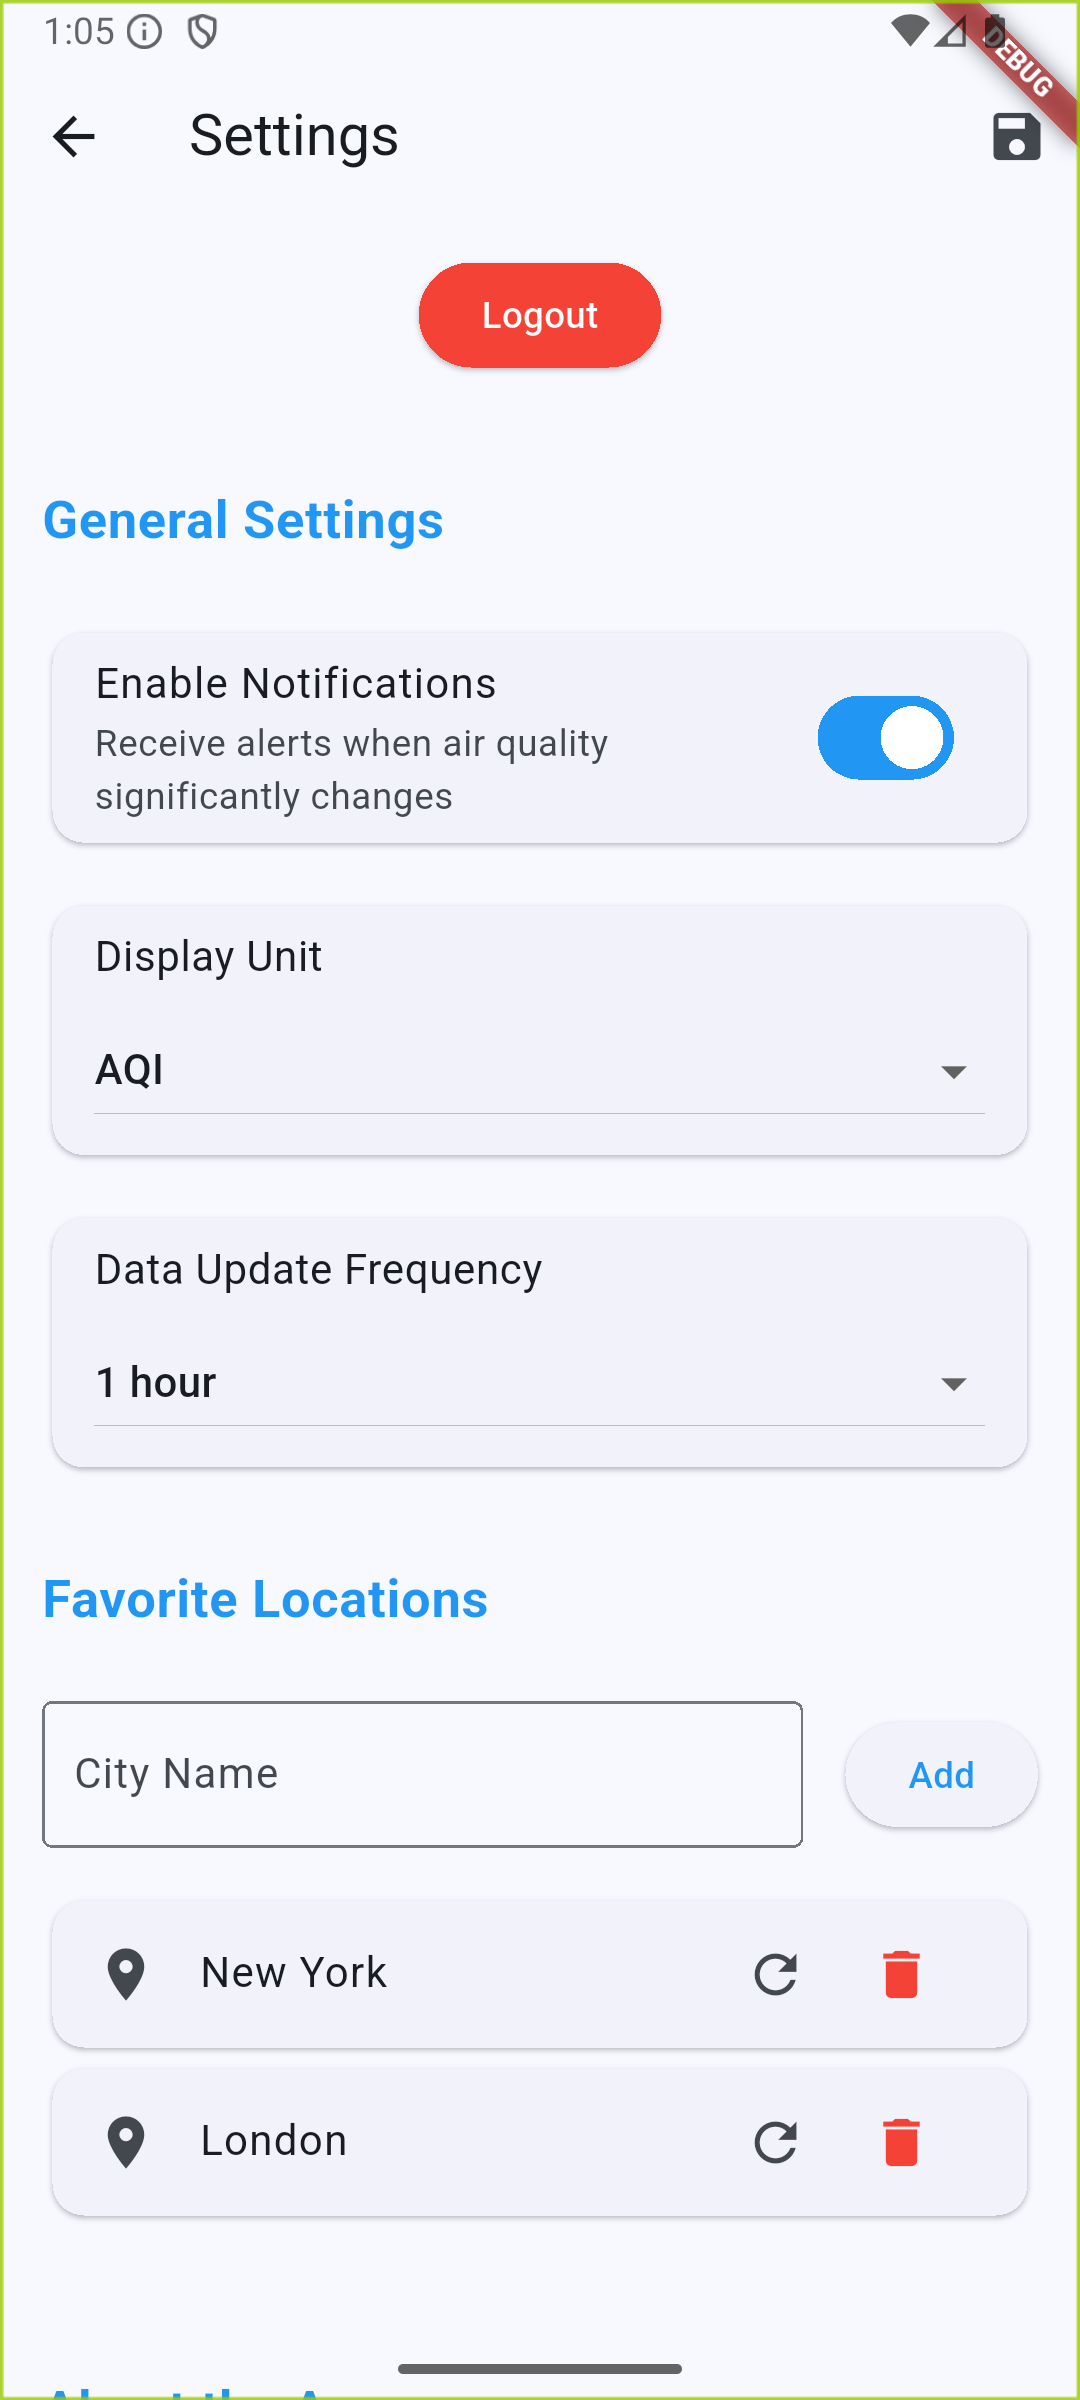 1:05
DEBUG
Settings
Logout
General Settings
Enable Notifications
Receive alerts when air quality
significantly changes
Display Unit
AQI
Data Update Frequency
1 hour
Favorite Locations
City Name
Add
New York
London